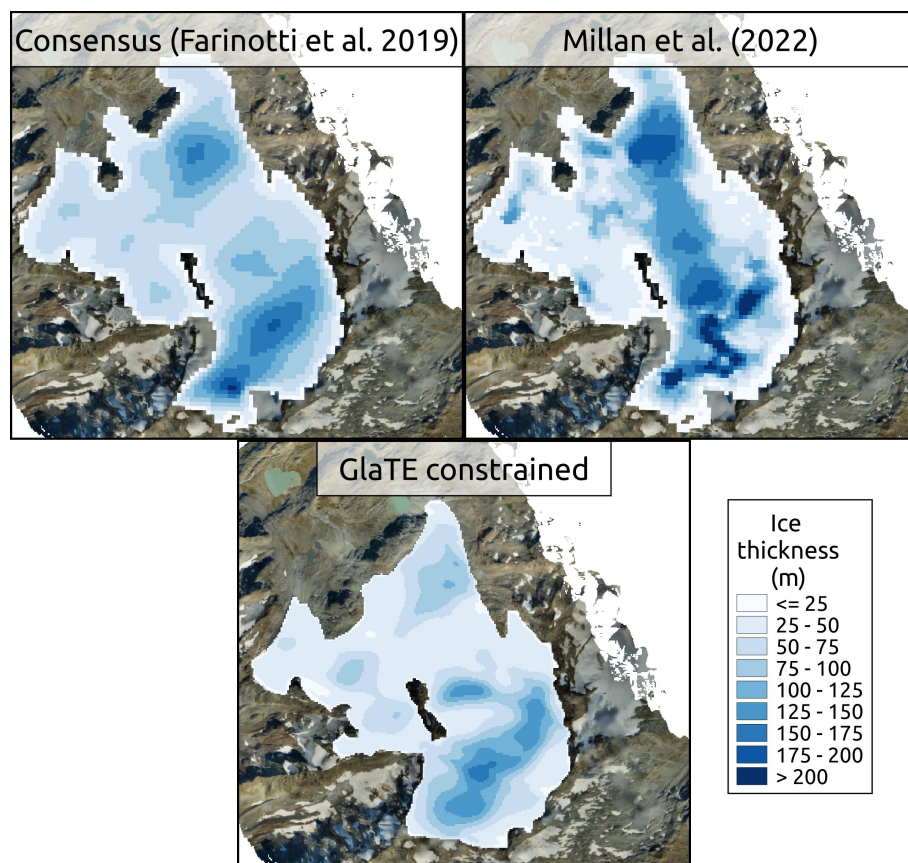 Consensus (Farinotti et al. 2019)
Millan et al. (2022)
GlaTE constrained
Ice
thickness
(m)
<= 25
25 - 50
50 - 75
75 - 100
100 - 125
125 - 150
150 - 175
175 - 200
> 200